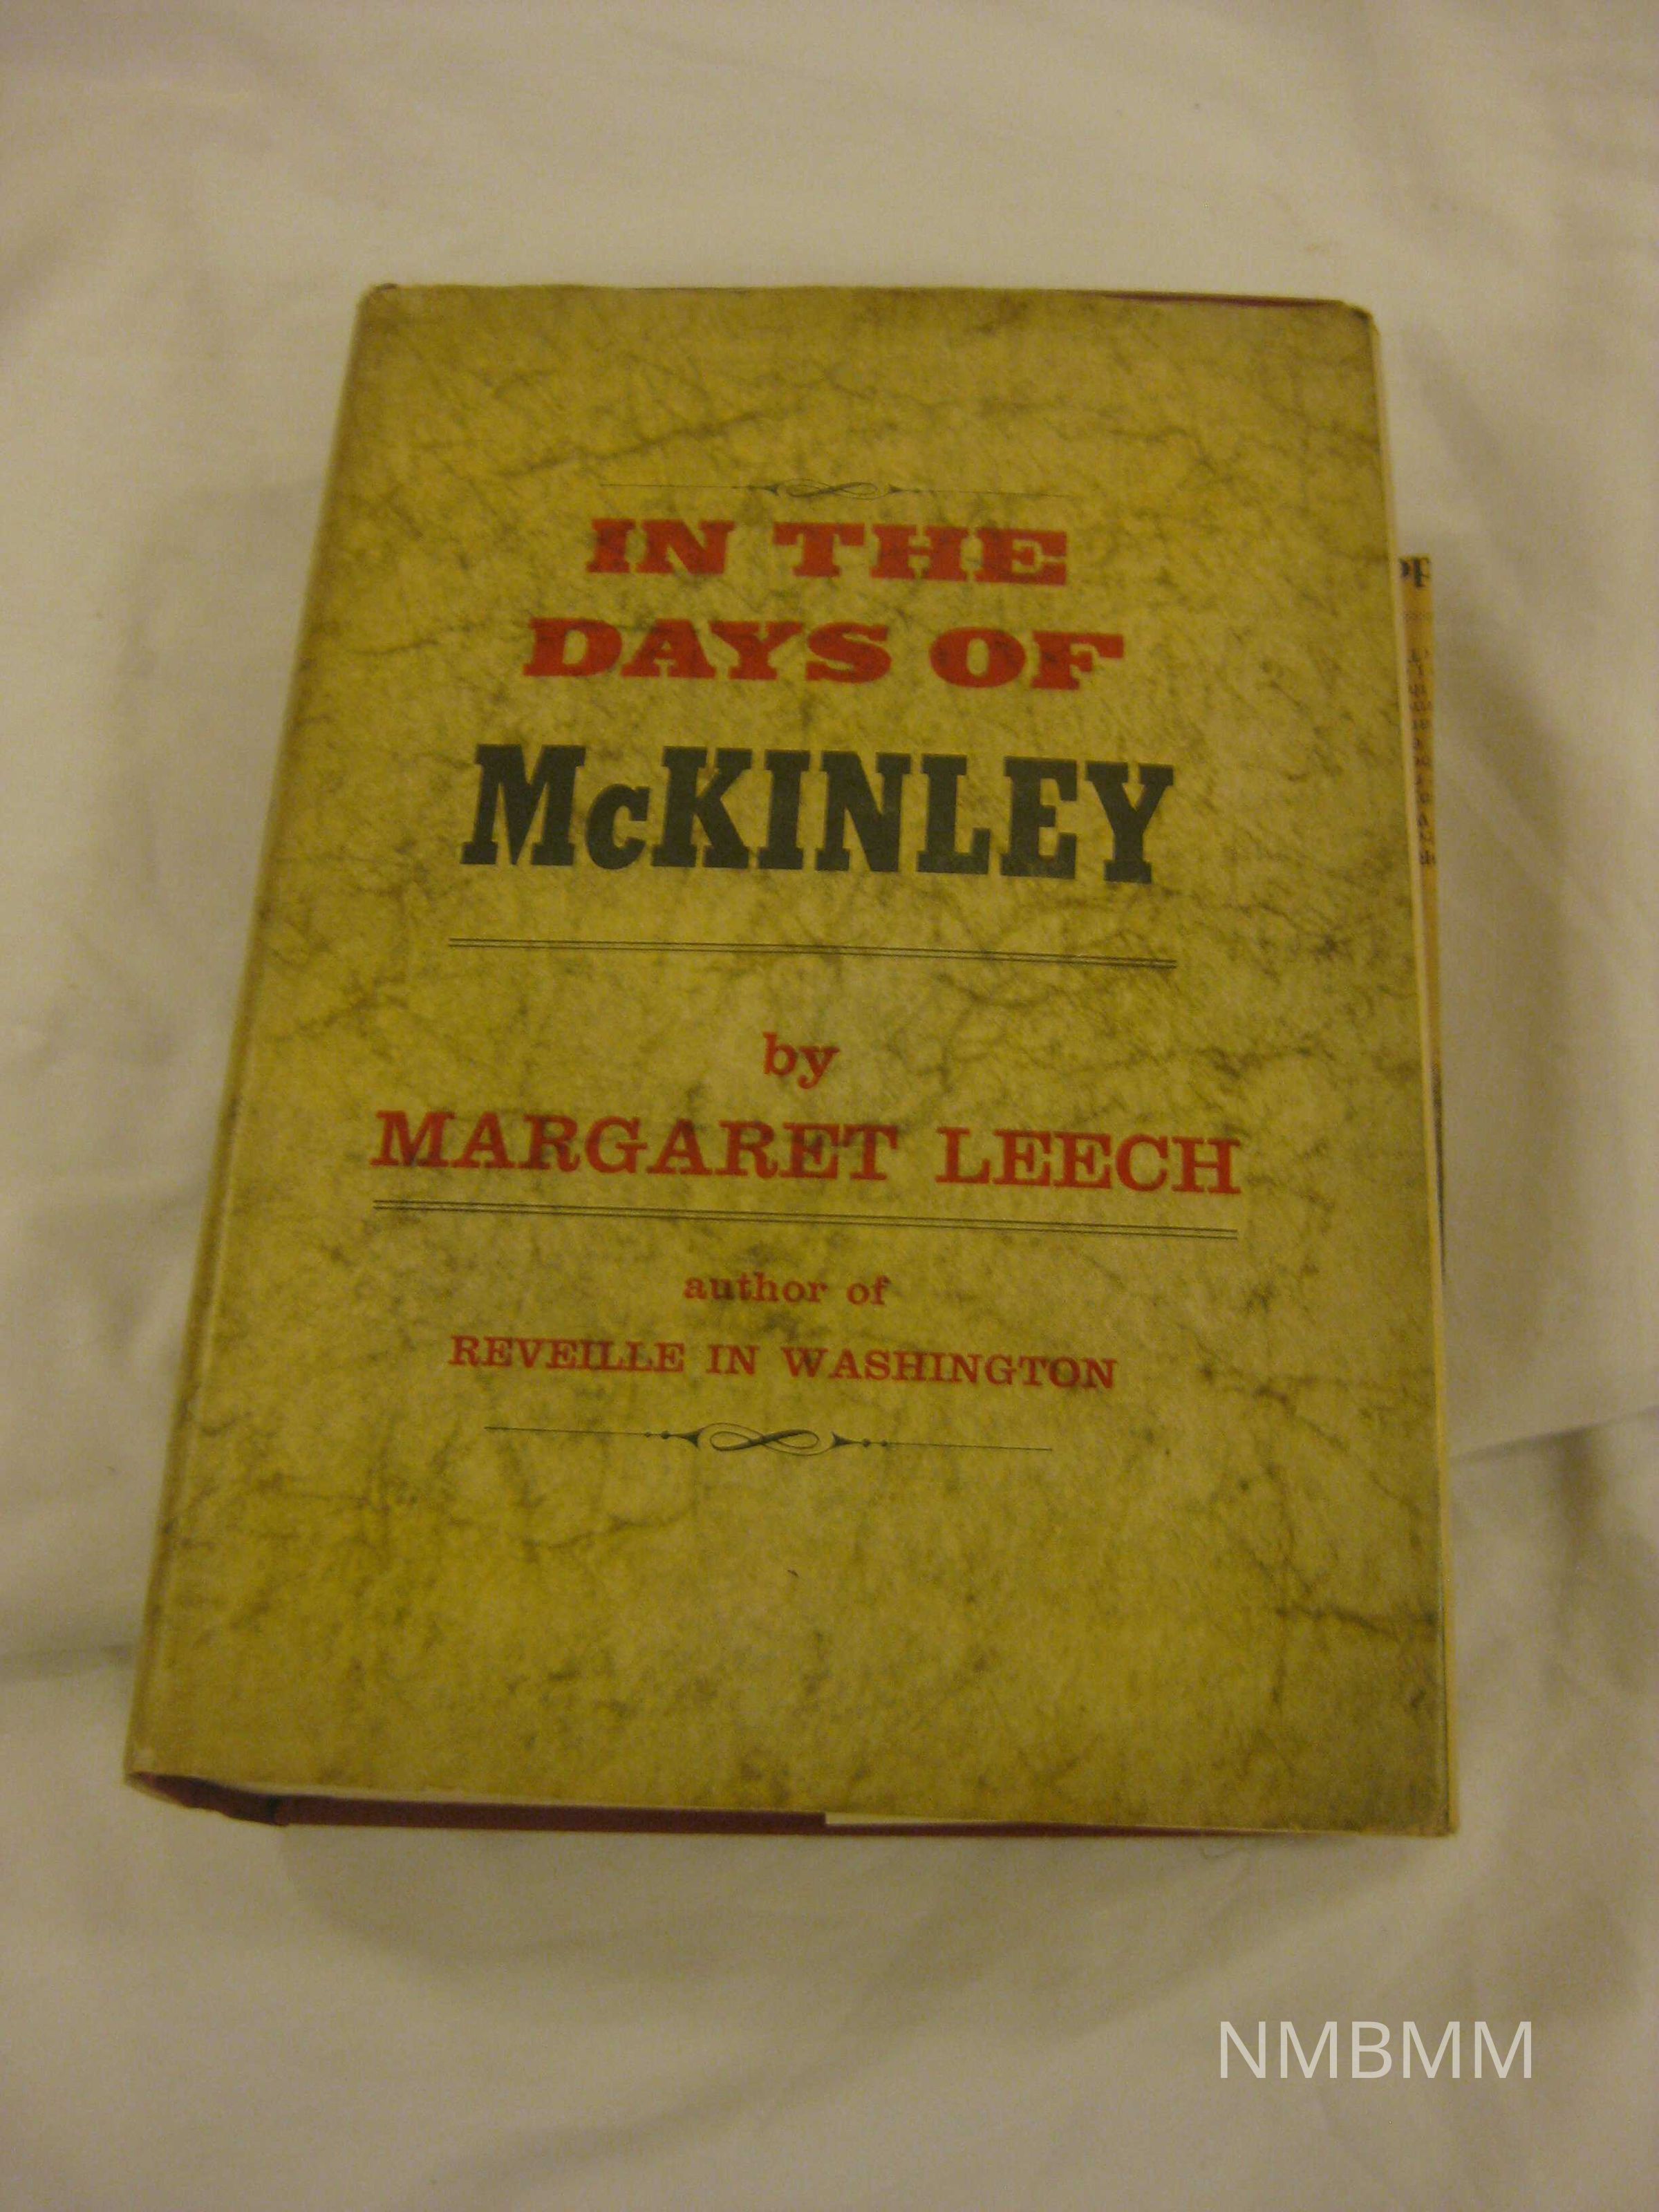 IN THE
DAYS OF
McKINLEY
by
MARGARET LEECH
author of
REVEILLE IN WASHINGTON
NMBMM